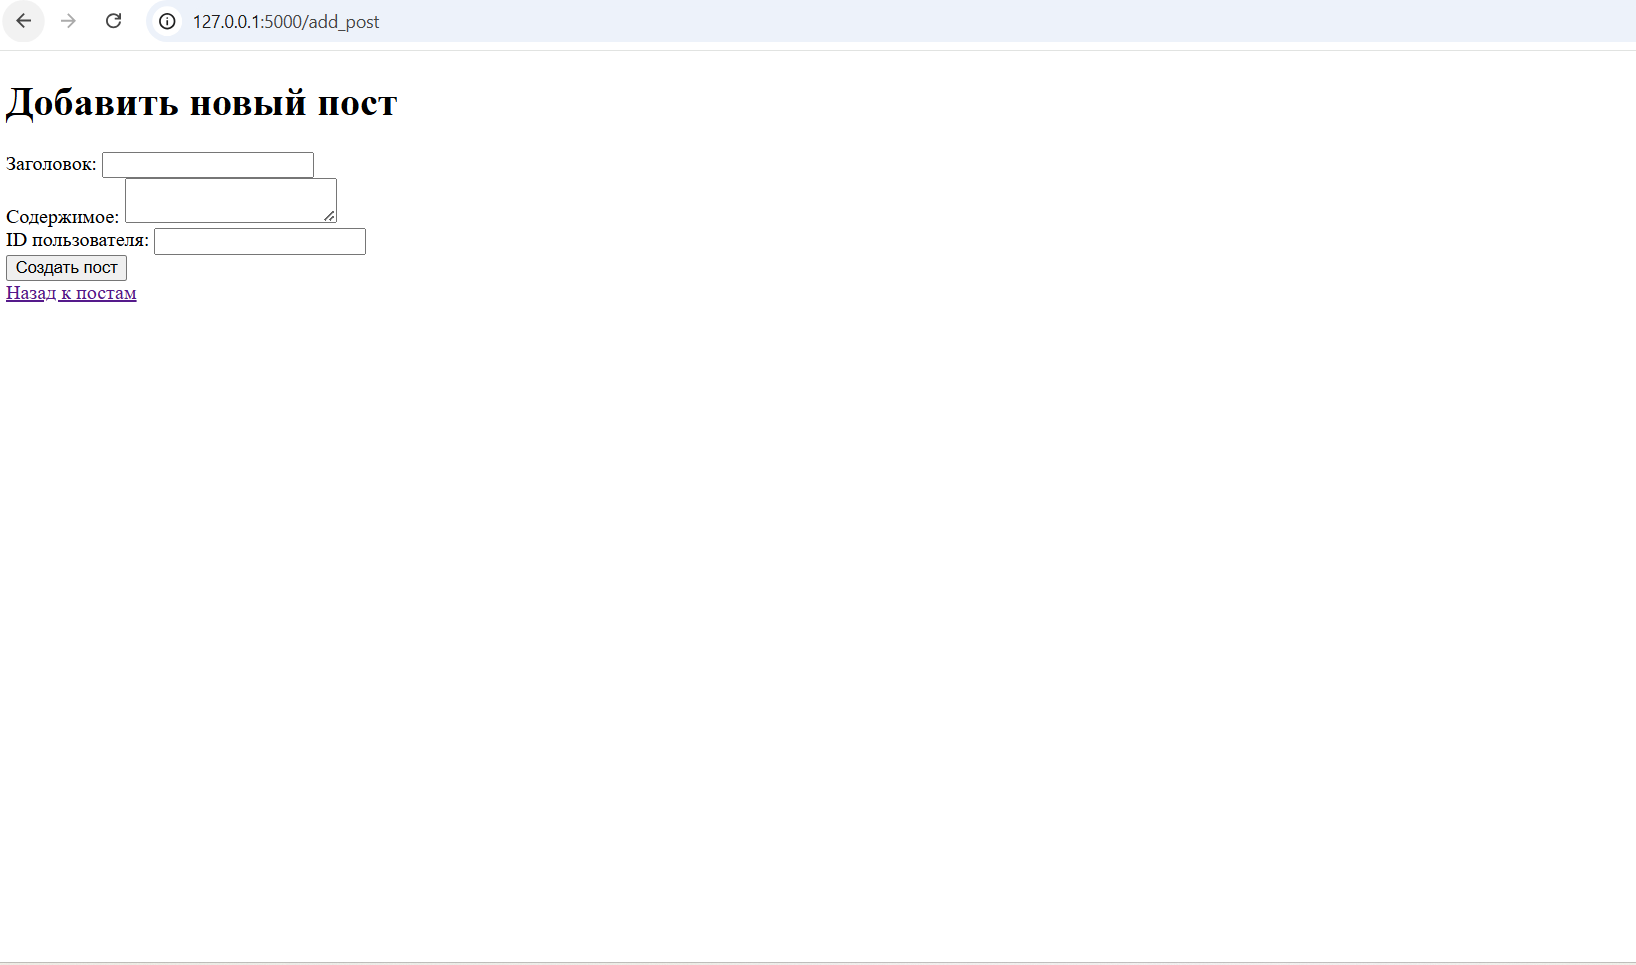 127.0.0.1:5000/add_post
Добавить новый пост
Заголовок:
Содержимое:
ID пользователя:
Создать пост
Назад к постам